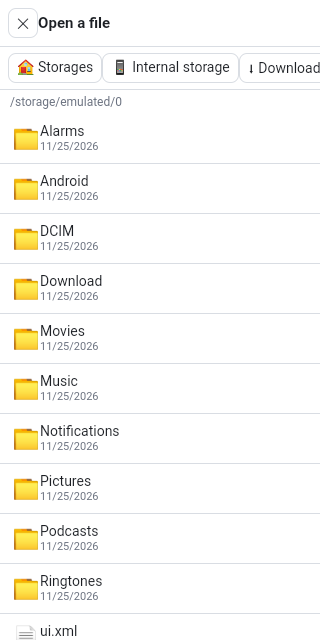 Open a file
Storages
Internal storage
Download
/storage/emulated/0
Alarms
11/25/2026
Android
11/25/2026
DCIM
11/25/2026
Download
11/25/2026
Movies
11/25/2026
Music
11/25/2026
Notifications
11/25/2026
Pictures
11/25/2026
Podcasts
11/25/2026
Ringtones
11/25/2026
ui.xml